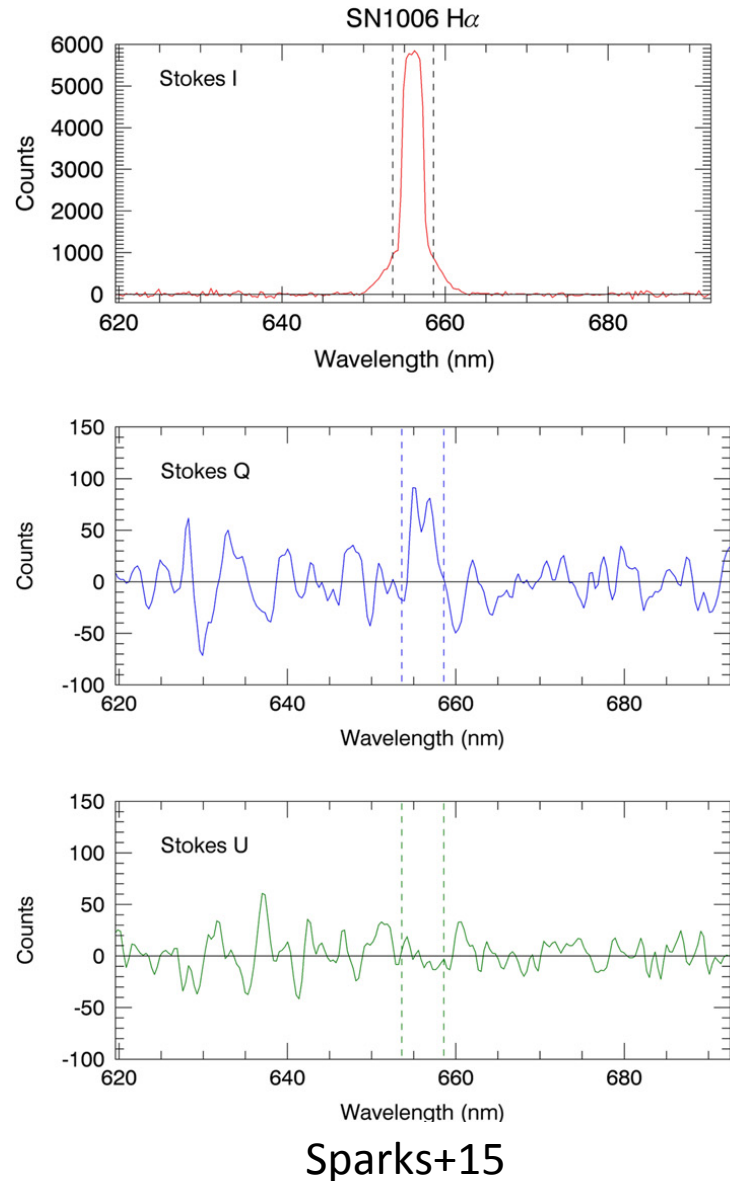 SN1006 Hα
6000
Stokes I
5000
4000
Counts
3000
2000
1000
0
620 640 660 680
Wavelength (nm)
150
Stokes Q
100
50
Counts
0
-50
-100
620 640 660 680
Wavelength (nm)
150
Stokes U
100
50
Counts
0
-50
-100
620 640 660 680
Wavelength (nm)
Sparks+15